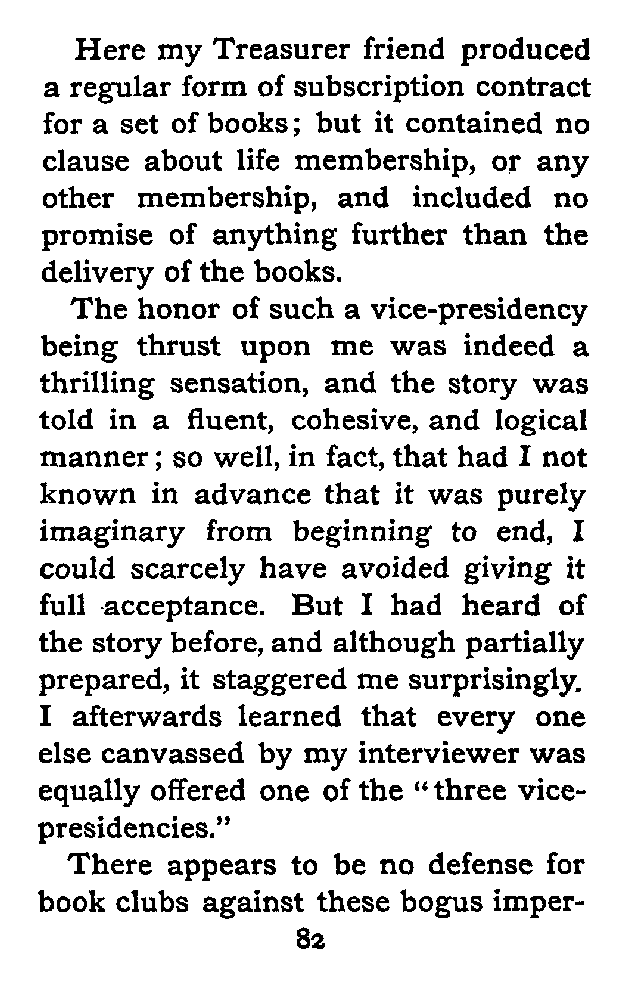 Here my Treasurer friend produced
a regular form of subscription contract
for a set of books; but it contained no
clause about life membership, or any
other membership, and included no
promise of anything further than the
delivery of the books.
The honor of such a vice-presidency
being thrust upon me was indeed a
thrilling sensation, and the story was
told in a fluent, cohesive, and logical
manner; so well, in fact, that had I not
known in advance that it was purely
imaginary from beginning to end, I
could scarcely have avoided giving it
full acceptance. But I had heard of
the story before, and although partially
prepared, it staggered me surprisingly.
I afterwards learned that every one
else canvassed by my interviewer was
equally offered one of the "three vice-
presidencies."
There appears to be no defense for
book clubs against these bogus imper-
82